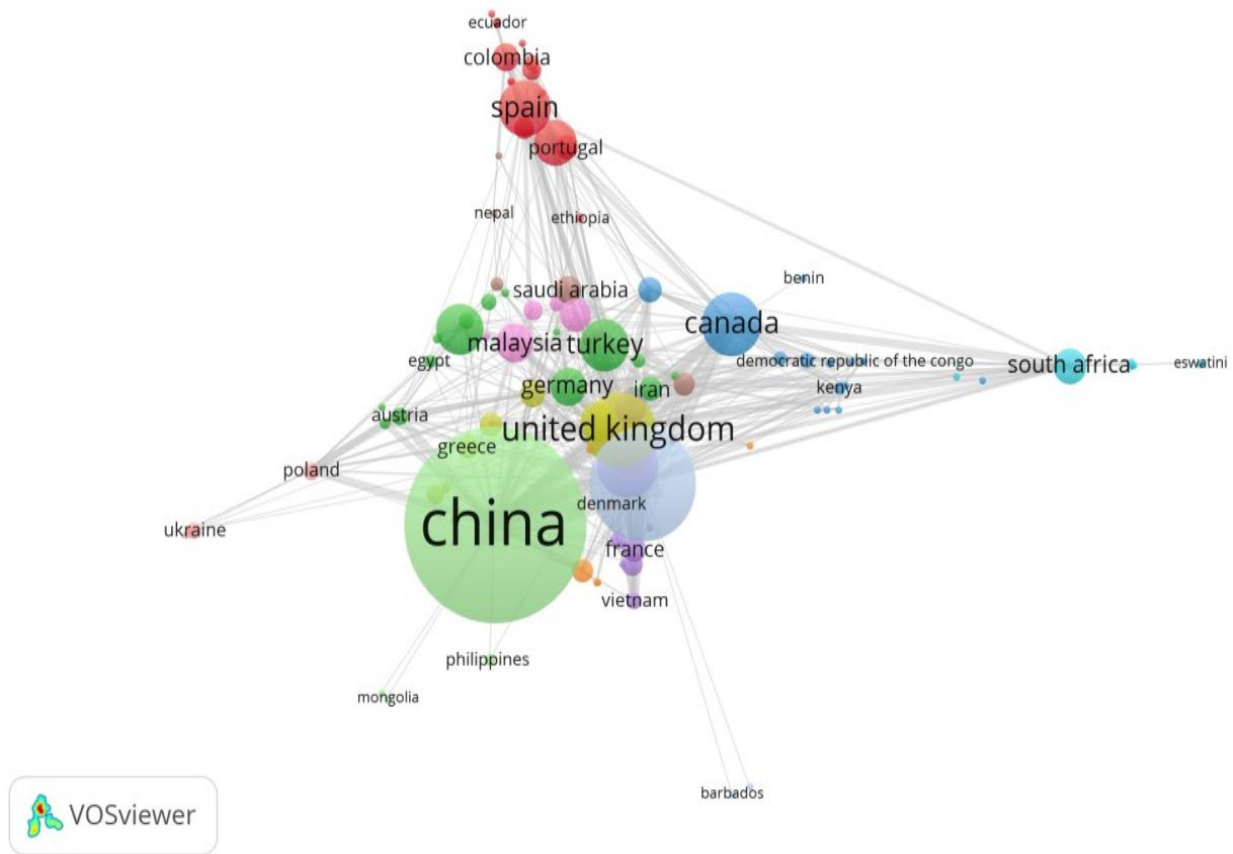 ecuador
colombia
spain
portugal
nepal
ethiopia
benin
saudi arabia
canada
malaysia
turkey
egypt
democratic republic of the congo
south africa
eswatini
germany
iran
kenya
austria
united kingdom
greece
poland
denmark
china
ukraine
france
vietnam
philippines
mongolia
barbados
VOSviewer